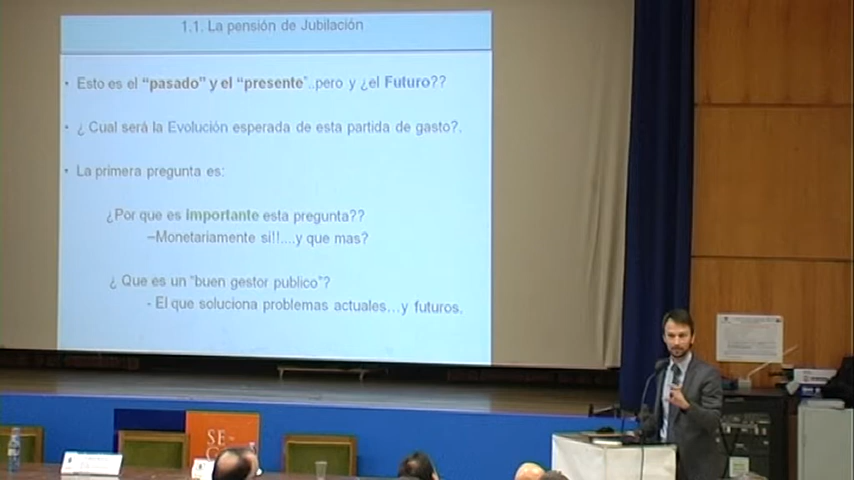 1.1. La pensión de Jubilación
• Esto es el “pasado” y el “presente”..pero y ¿el Futuro??
• ¿ Cual será la Evolución esperada de esta partida de gasto?.
• La primera pregunta es:
¿Por que es importante esta pregunta??
–Monetariamente si!!....y que mas?
¿ Que es un “buen gestor publico”?
- El que soluciona problemas actuales...y futuros.
SE-